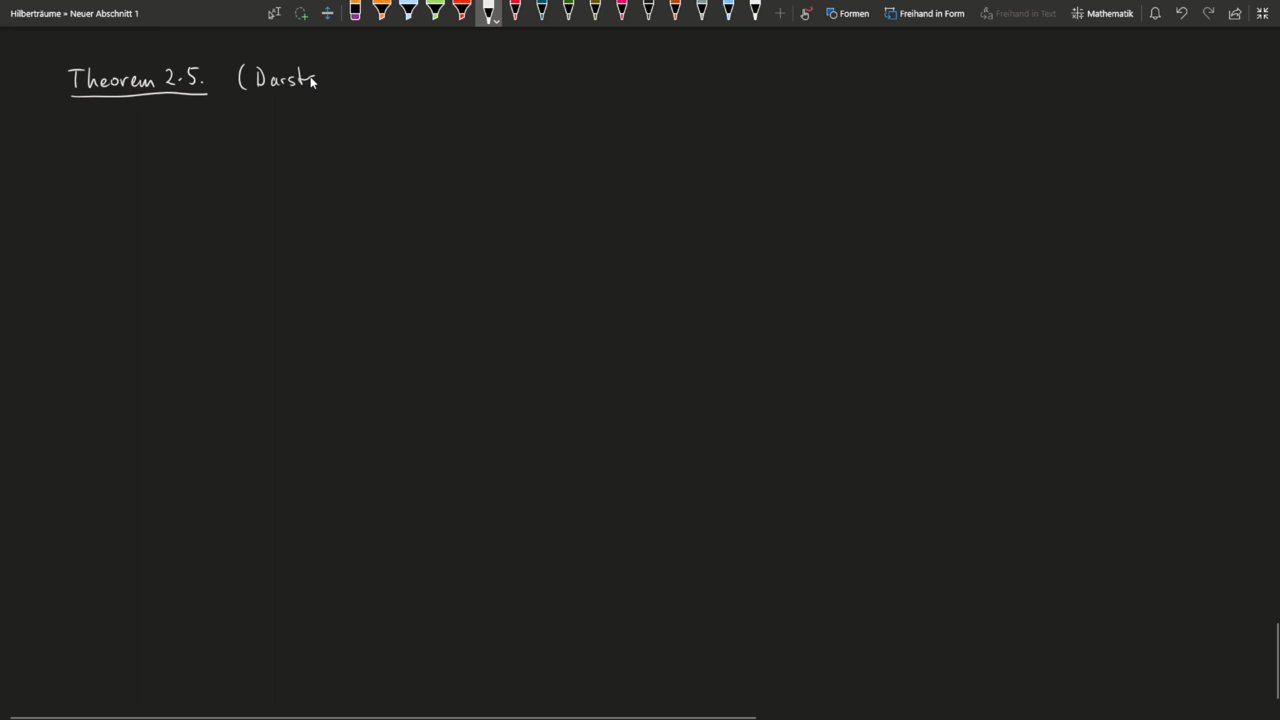 Hilberträume » Neuer Abschnitt 1 Formen Freihand in Form Freihand in Text Mathematik
Theorem 2.5. (Darst